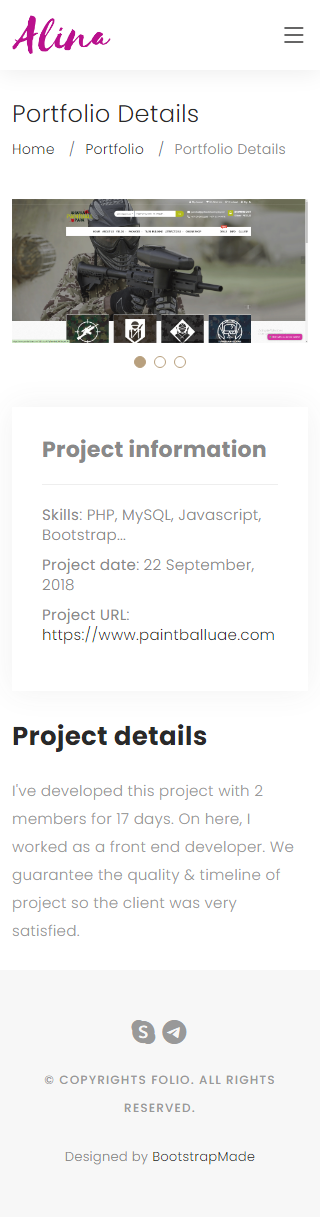 Alina
Portfolio Details
Home / Portfolio / Portfolio Details
Project information
Skills: PHP, MySQL, Javascript,
Bootstrap...
Project date: 22 September,
2018
Project URL:
https://www.paintballuae.com
Project details
I've developed this project with 2
members for 17 days. On here, I
worked as a front end developer. We
guarantee the quality & timeline of
project so the client was very
satisfied.
© COPYRIGHTS FOLIO. ALL RIGHTS
RESERVED.
Designed by BootstrapMade